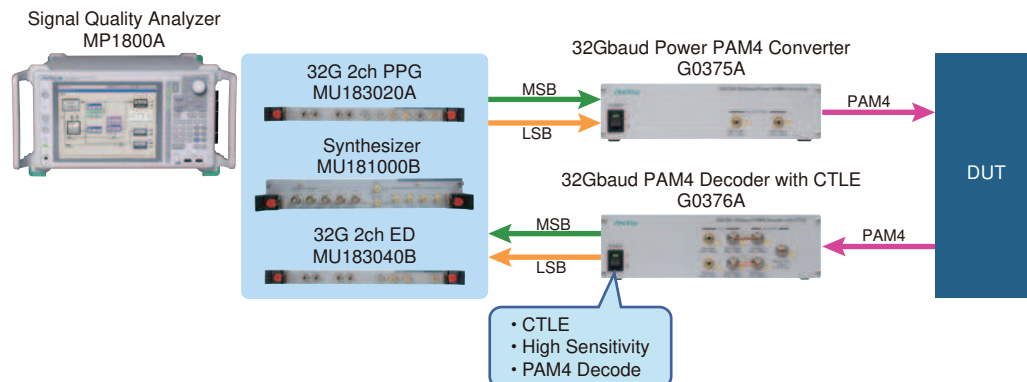 Signal Quality Analyzer
MP1800A
32G 2ch PPG
MU183020A
Synthesizer
MU181000B
32G 2ch ED
MU183040B
MSB
LSB
32Gbaud Power PAM4 Converter
G0375A
PAM4
DUT
32Gbaud PAM4 Decoder with CTLE
G0376A
MSB
LSB
PAM4
• CTLE
• High Sensitivity
• PAM4 Decode